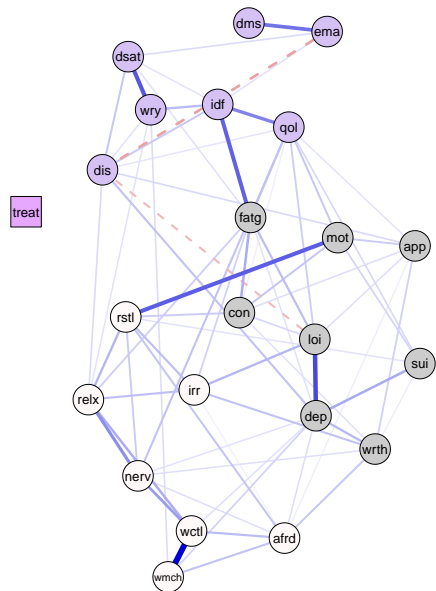 dms
ema
dsat
wry
idf
qol
dis
treat
fatg
mot
app
rstl
con
loi
sui
relx
irr
dep
wrth
nerv
wctl
afrd
wmch